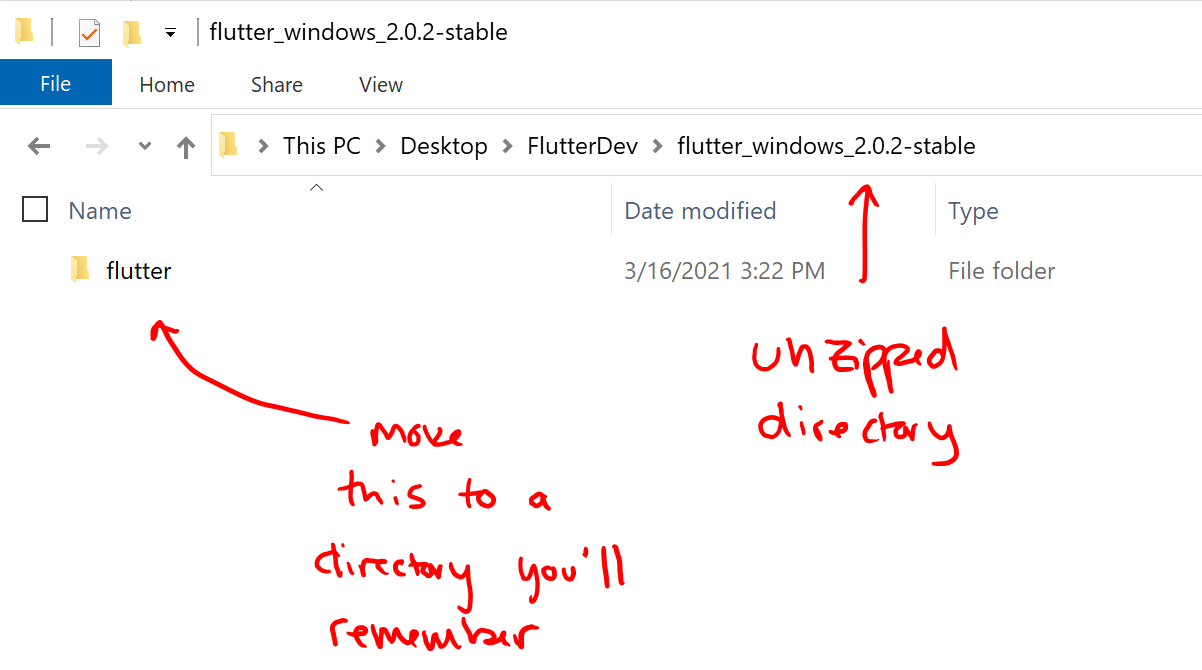 flutter_windows_2.0.2-stable
File Home Share View
This PC > Desktop > FlutterDev > flutter_windows_2.0.2-stable
Name Date modified Type
flutter 3/16/2021 3:22 PM File folder
unzipped
directory
move
this to a
directory you'll
remember